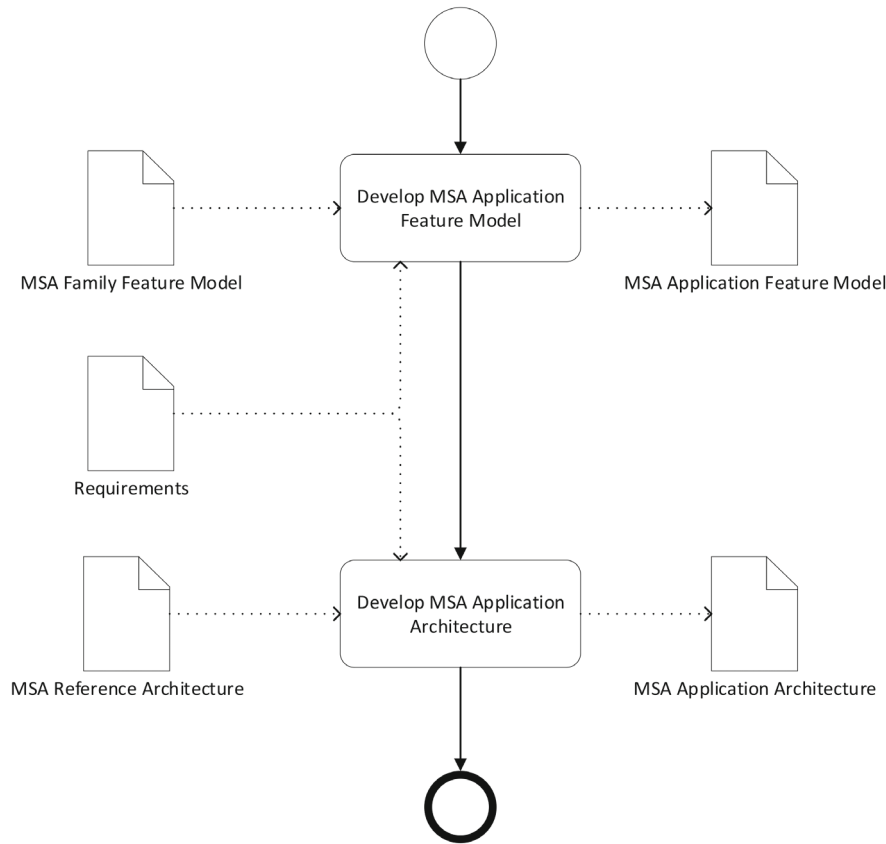 Develop MSA Application
Feature Model
MSA Family Feature Model
MSA Application Feature Model
Requirements
Develop MSA Application
Architecture
MSA Reference Architecture
MSA Application Architecture